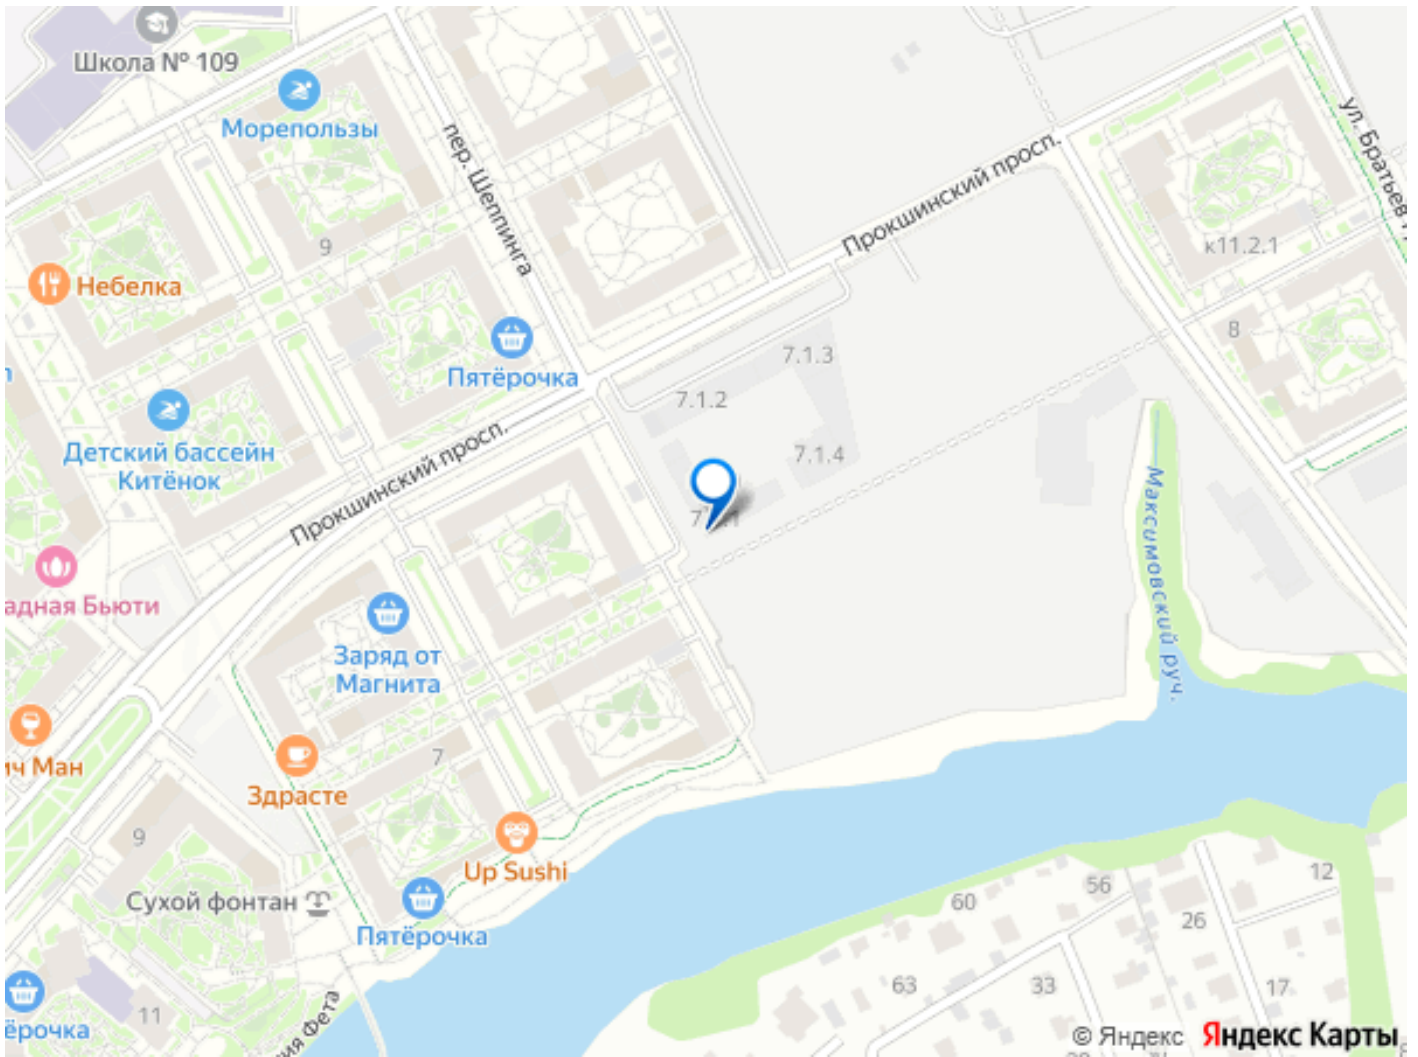 Школа № 109
Морепользы
пер. Шеппинга
Прокшинский просп.
ул. Братьев
к11.2.1
9
Небелка
8
7.1.3
Пятёрочка
7.1.2
Детский бассейн
Китёнок
7.1.4
Прокшинский просп.
Максимовский руч.
Бьюти
Заряд от
Магнита
7
Ман
Здрасте
9
Up Sushi
12
56
60
Сухой фонтан
26
Пятёрочка
63
33
17
11
Фета
© Яндекс
Яндекс Карты